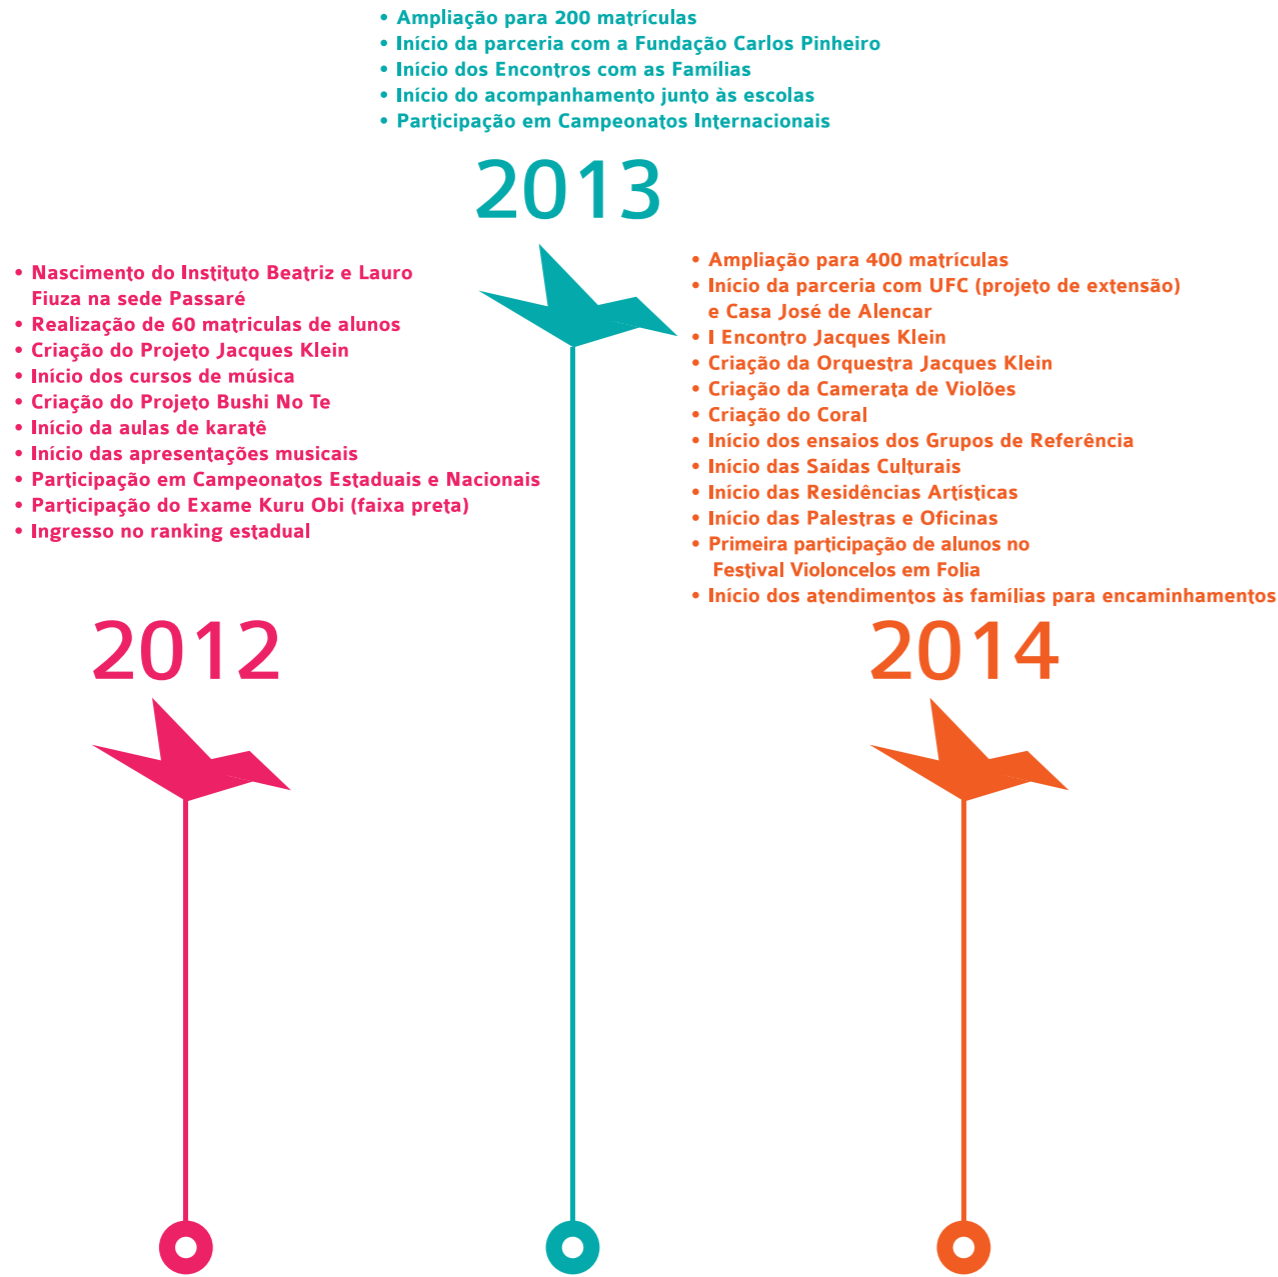 • Ampliação para 200 matrículas
• Início da parceria com a Fundação Carlos Pinheiro
• Início dos Encontros com as Famílias
• Início do acompanhamento junto às escolas
• Participação em Campeonatos Internacionais
2013
• Nascimento do Instituto Beatriz e Lauro
Fiuza na sede Passaré
• Realização de 60 matriculas de alunos
• Criação do Projeto Jacques Klein
• Início dos cursos de música
• Criação do Projeto Bushi No Te
• Início da aulas de karatê
• Início das apresentações musicais
• Participação em Campeonatos Estaduais e Nacionais
• Participação do Exame Kuru Obi (faixa preta)
• Ingresso no ranking estadual
2012
• Ampliação para 400 matrículas
• Início da parceria com UFC (projeto de extensão)
e Casa José de Alencar
• I Encontro Jacques Klein
• Criação da Orquestra Jacques Klein
• Criação da Camerata de Violões
• Criação do Coral
• Início dos ensaios dos Grupos de Referência
• Início das Saídas Culturais
• Início das Residências Artísticas
• Início das Palestras e Oficinas
• Primeira participação de alunos no
Festival Violoncelos em Folia
• Início dos atendimentos às famílias para encaminhamentos
2014